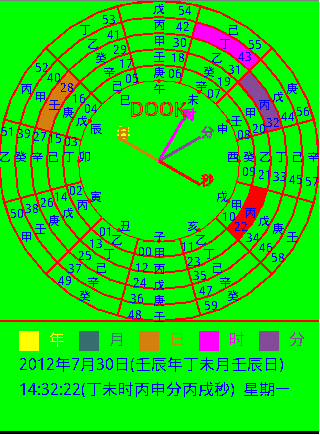 戊 54
丙 42
甲 30
壬 18
庚 06
午
己 55
丁 43
乙 31
癸 19
辛 07
未
庚 56
戊 44
丙 32
甲 20
壬 08
申
酉 癸 乙 丁 己 辛
09 21 33 45 57
戌
甲 10
丙 22
戊 34
庚 46
壬 58
亥
乙 11
丁 23
己 35
辛 47
癸 59
子
00 甲
12 丙
24 戊
36 庚
48 壬
丑
01 乙
13 丁
25 己
37 辛
49 癸
寅
02 丙
14 戊
26 庚
38 壬
50 甲
乙 癸 辛 己 丁 卯
51 39 27 15 03
辰
04 戊
16 庚
28 壬
40 甲
52 丙
巳
05 己
17 辛
29 癸
41 乙
53 丁
DOOK
时
分
秒
年 月 日 时 分
2012年7月30日(壬辰年丁未月壬辰日)
14:32:22(丁未时丙申分丙戌秒) 星期一